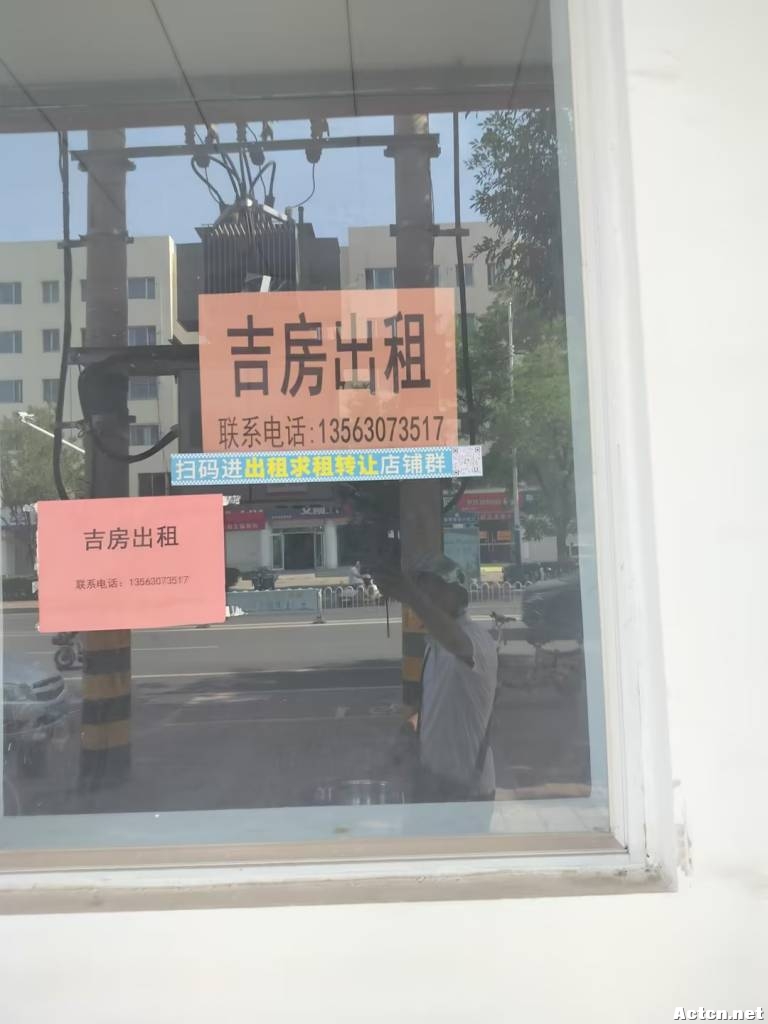 吉房出租
联系电话:13563073517
扫码进出租求租转让店铺群
吉房出租
联系电话：13563073517
Actcn.net